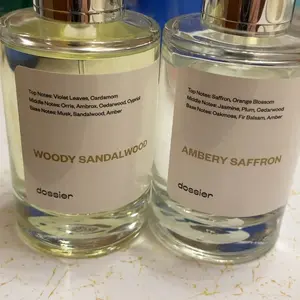 Top Notes: Violet Leaves, Cardamom
Middle Notes: Orris, Ambrox, Cedarwood, Cypriol
Base Notes: Musk, Sandalwood, Amber
WOODY SANDALWOOD
dossier
Top Notes: Saffron, Orange Blossom
Middle Notes: Jasmine, Plum, Cedarwood
Base Notes: Oakmoss, Fir Balsam, Amber
AMBERY SAFFRON
dossier